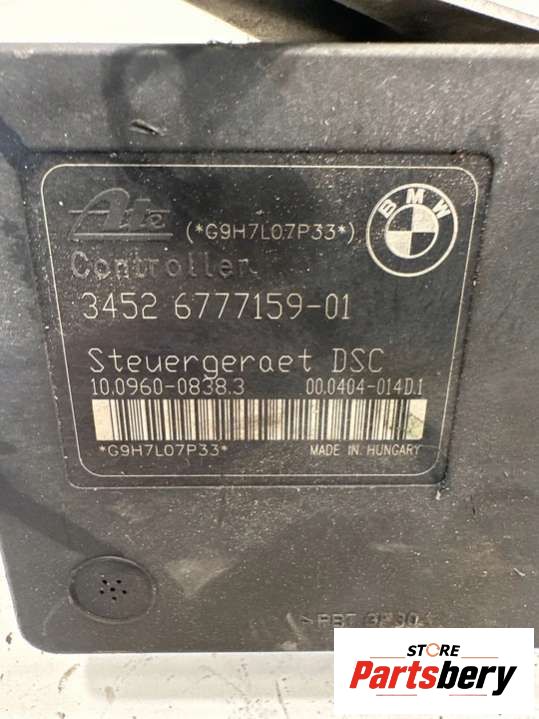 Ate (*G9H7L07P33*) BMW
Controller
3452 6777159-01
Steuergeraet DSC
10.0960-0838.3 00.0404-014D.1
*G9H7L07P33* MADE IN HUNGARY
STORE
Partsbery